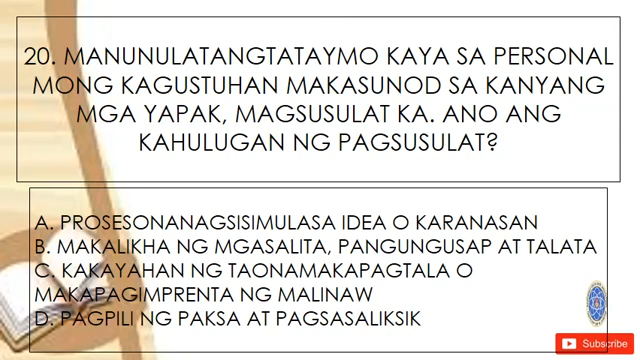 20. MANUNULATANGTATAYMO KAYA SA PERSONAL
MONG KAGUSTUHAN MAKASUNOD SA KANYANG
MGA YAPAK, MAGSUSULAT KA. ANO ANG
KAHULUGAN NG PAGSUSULAT?
A. PROSESONANAGSISIMULASA IDEA O KARANASAN
B. MAKALIKHA NG MGASALITA, PANGUNGUSAP AT TALATA
C. KAKAYAHAN NG TAONAMAKAPAGTALA O
MAKAPAGIMPRENTA NG MALINAW
D. PAGPILI NG PAKSA AT PAGSASALIKSIK
Subscribe